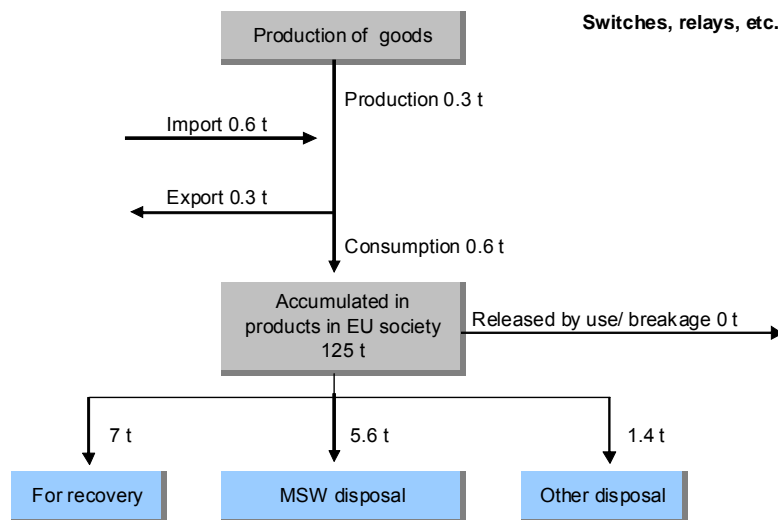 Switches, relays, etc.
Production of goods
Production 0.3 t
Import 0.6 t
Export 0.3 t
Consumption 0.6 t
Accumulated in
products in EU society
125 t
Released by use/ breakage 0 t
7 t
5.6 t
1.4 t
For recovery
MSW disposal
Other disposal